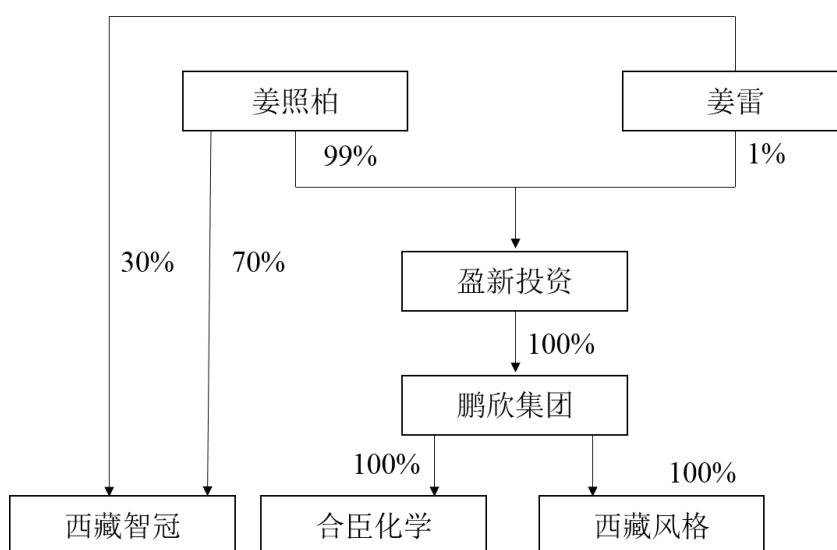 姜照柏
姜雷
99%
1%
30%
70%
盈新投资
100%
鹏欣集团
100%
100%
西藏智冠
合臣化学
西藏风格